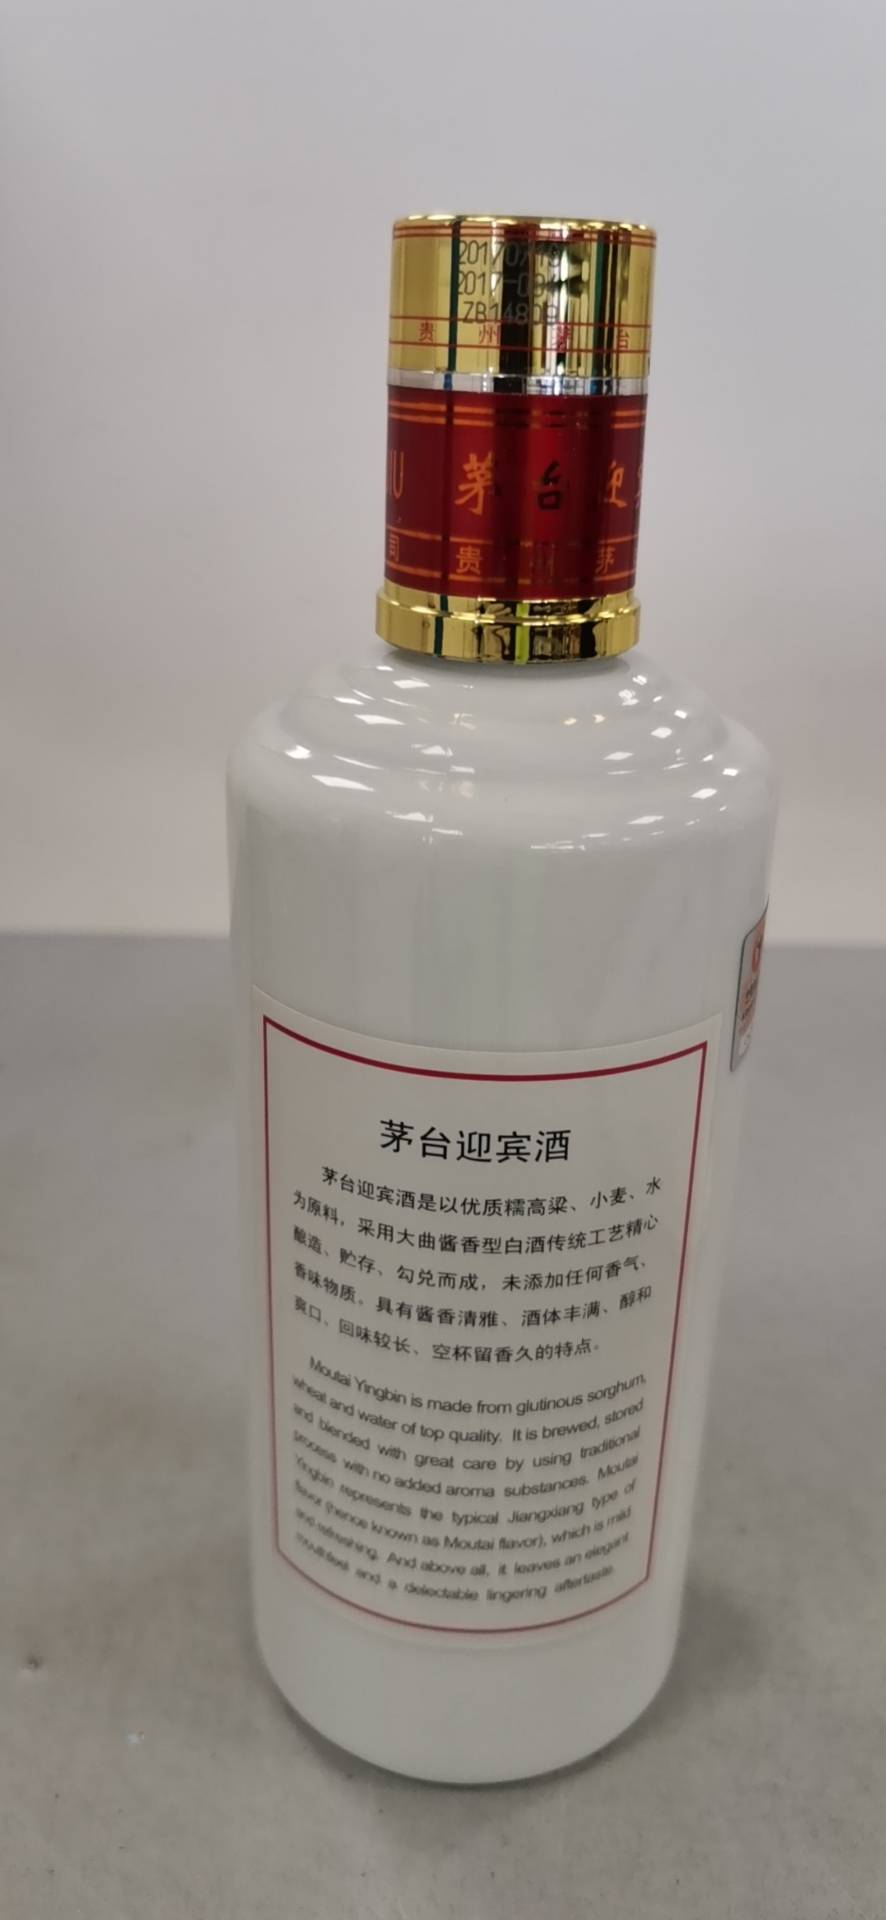 201707
2017-0
ZB14809
贵州茅台
IU 茅台迎
司 贵州茅
茅台迎宾酒
茅台迎宾酒是以优质糯高粱、小麦、水
为原料，采用大曲酱香型白酒传统工艺精心
酿造、贮存、勾兑而成，未添加任何香气、
香味物质。具有酱香清雅、酒体丰满、醇和
爽口、回味较长、空杯留香久的特点。
Moutai Yingbin is made from glutinous sorghum,
wheat and water of top quality. It is brewed, stored
and blended with great care by using traditional
process with no added aroma substances. Moutai
Yingbin represents the typical Jiangxiang type of
flavor (hence known as Moutai flavor), which is mild
and refreshing. And above all, it leaves an elegant
mouthfeel and a delectable lingering aftertaste.